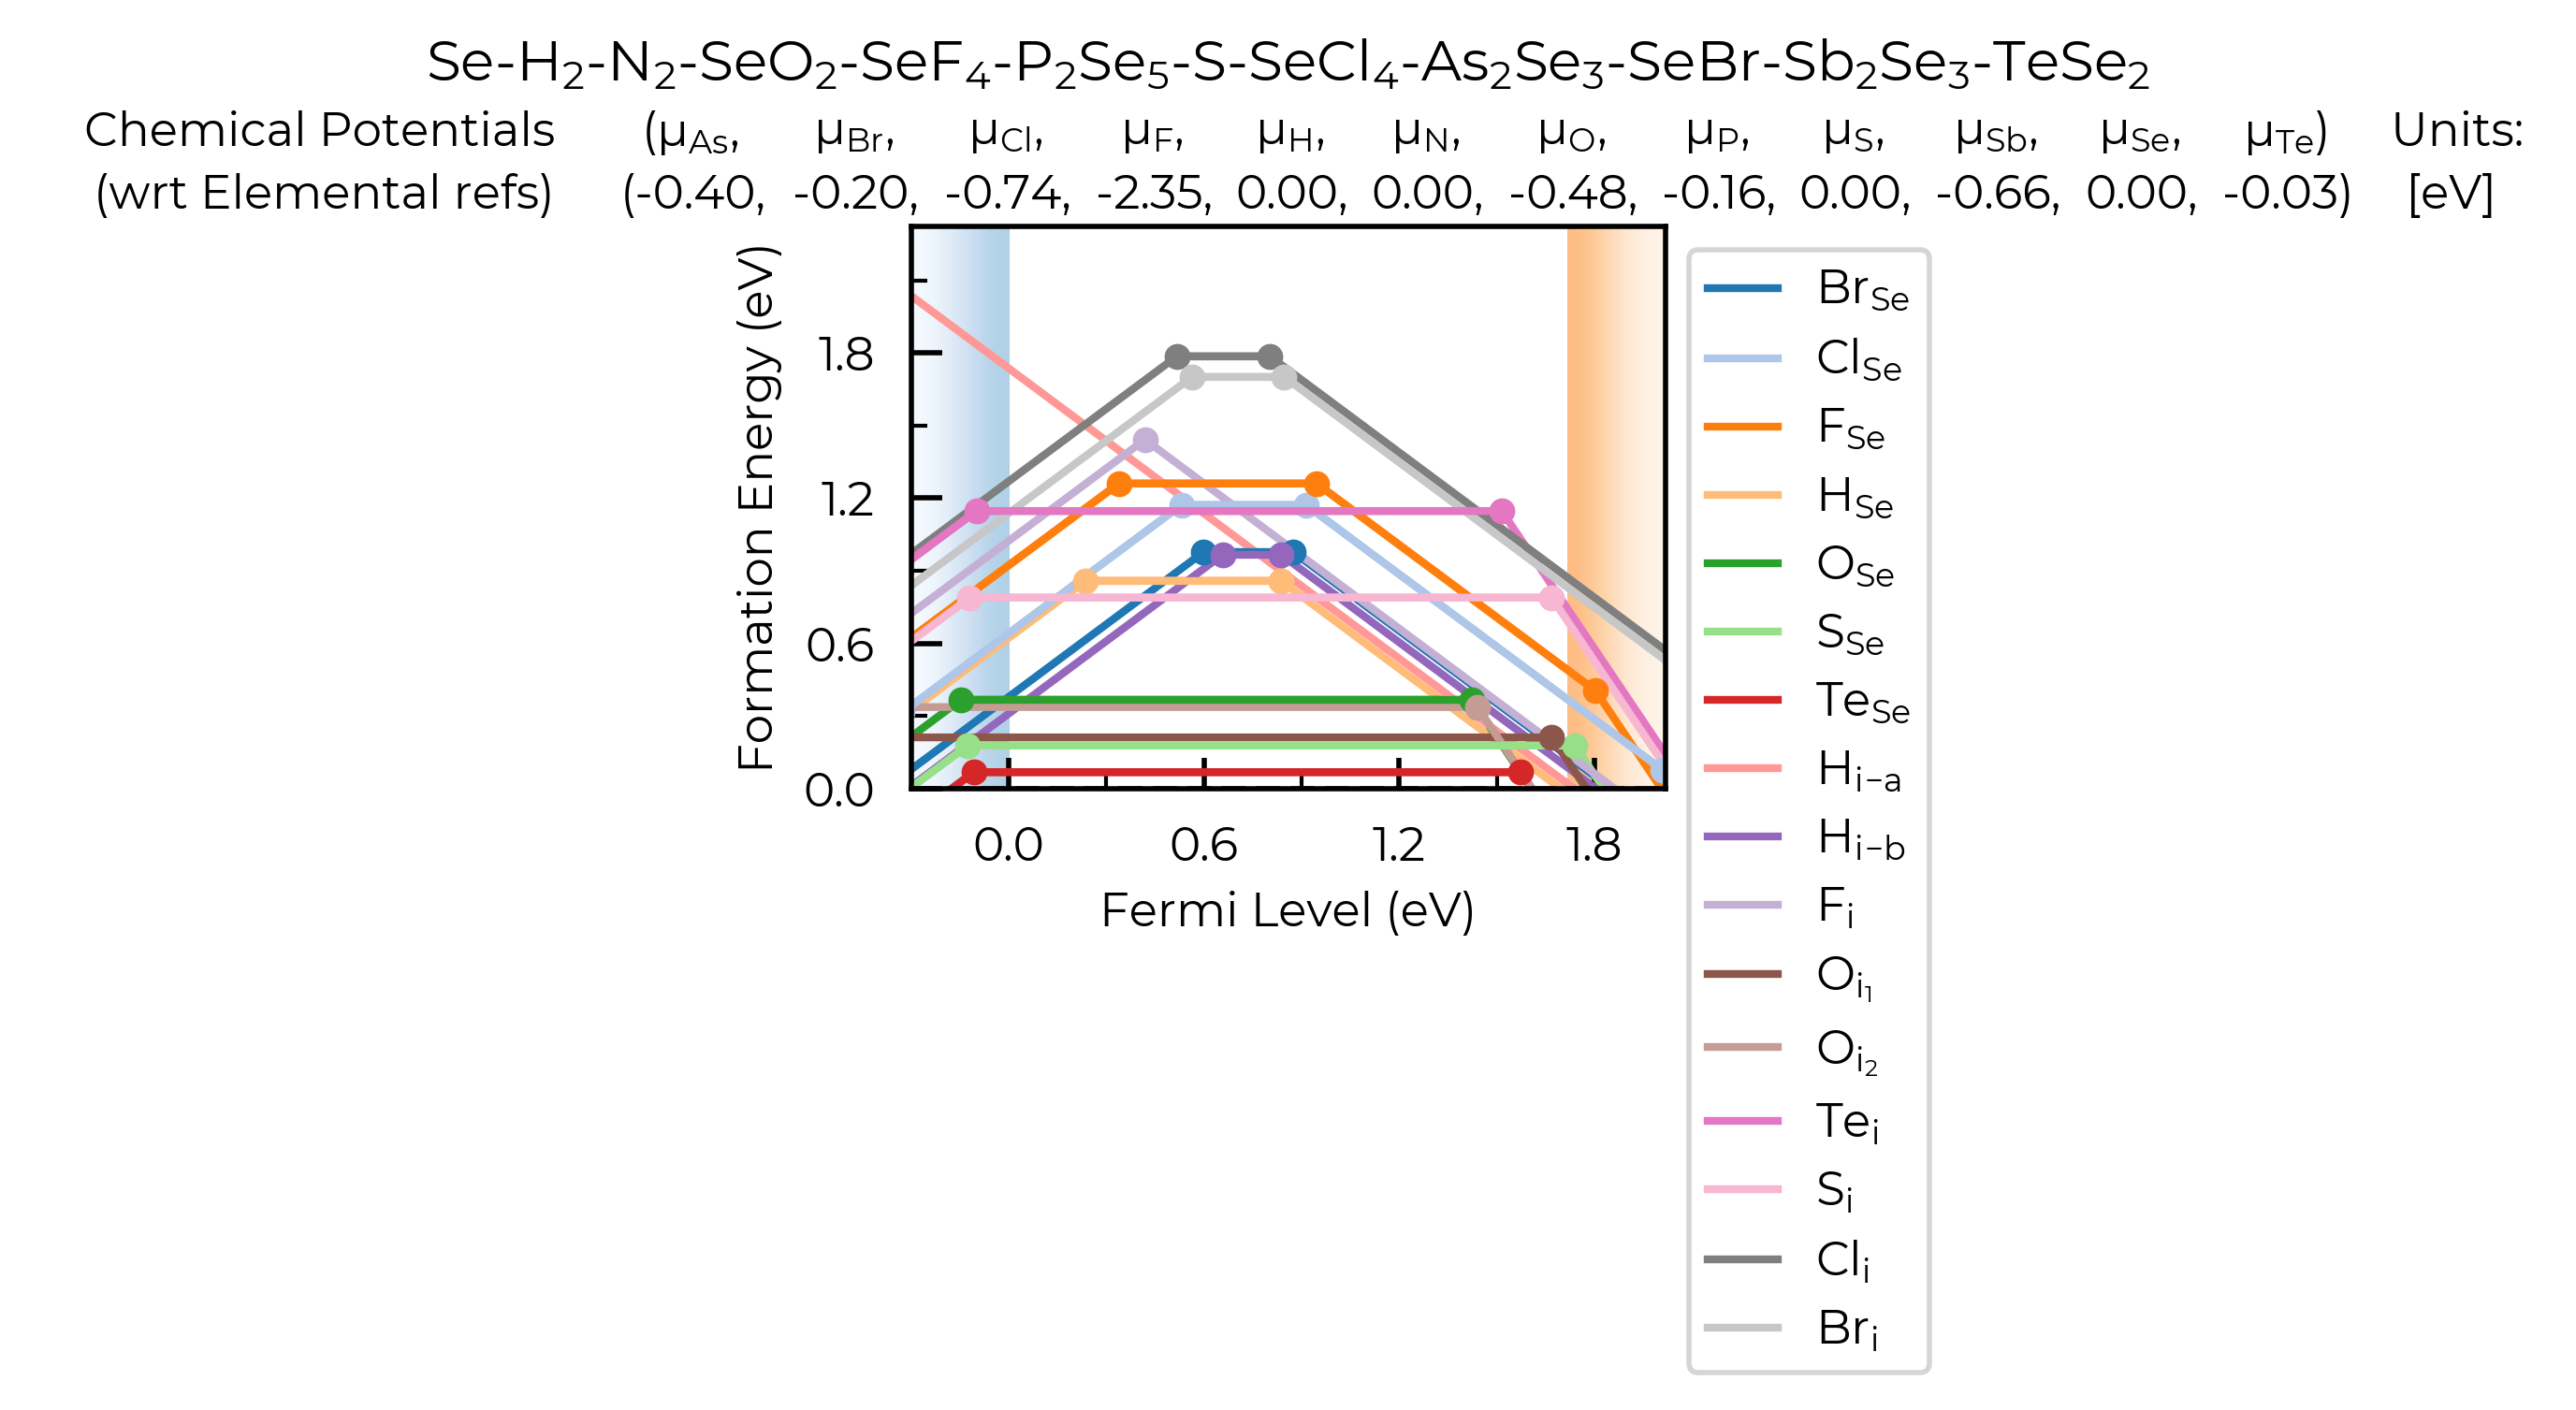 Se-H₂-N₂-SeO₂-SeF₄-P₂Se₅-S-SeCl₄-As₂Se₃-SeBr-Sb₂Se₃-TeSe₂
Chemical Potentials (μAs, μBr, μCl, μF, μH, μN, μO, μP, μS, μSb, μSe, μTe) Units:
(wrt Elemental refs) (-0.40, -0.20, -0.74, -2.35, 0.00, 0.00, -0.48, -0.16, 0.00, -0.66, 0.00, -0.03) [eV]
Formation Energy (eV)
1.8
1.2
0.6
0.0
0.0 0.6 1.2 1.8
Fermi Level (eV)
BrSe
ClSe
FSe
HSe
OSe
SSe
TeSe
Hi−a
Hi−b
Fi
Oi₁
Oi₂
Tei
Si
Cli
Bri